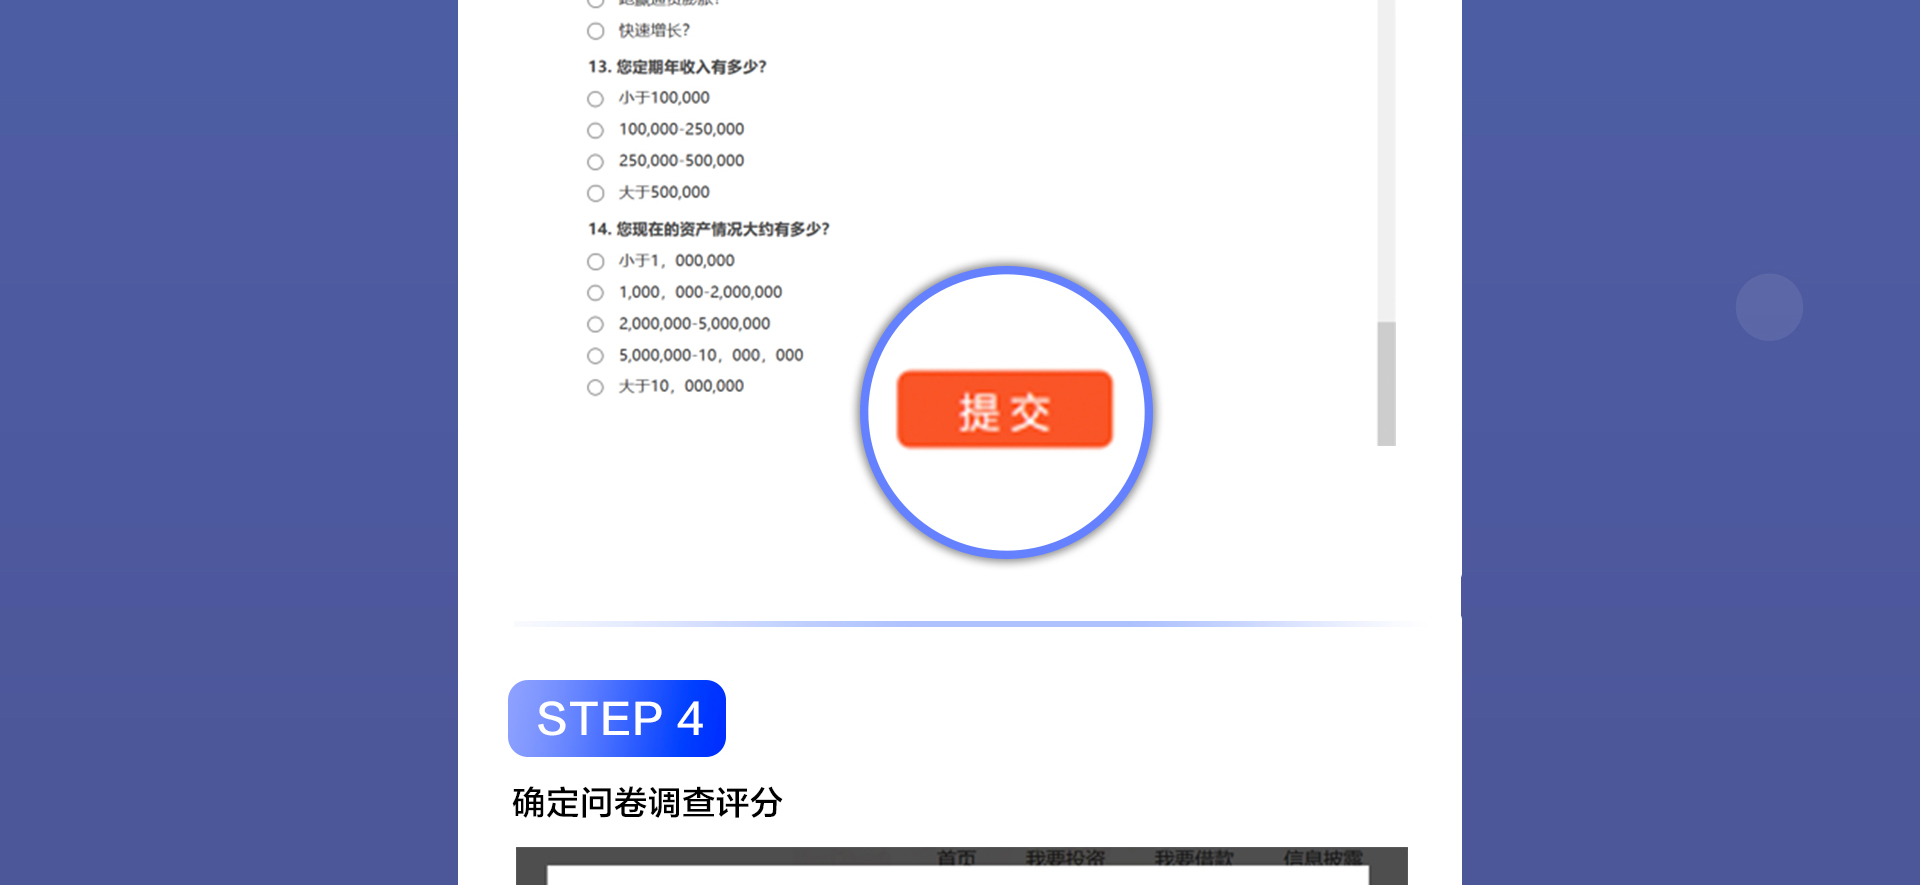 快速增长?
13. 您定期年收入有多少?
小于100,000
100,000-250,000
250,000-500,000
大于500,000
14. 您现在的资产情况大约有多少?
小于1，000,000
1,000，000-2,000,000
2,000,000-5,000,000
5,000,000-10，000，000
大于10，000,000
提 交
STEP 4
确定问卷调查评分
首页 我要投资 我要借款 信息披露